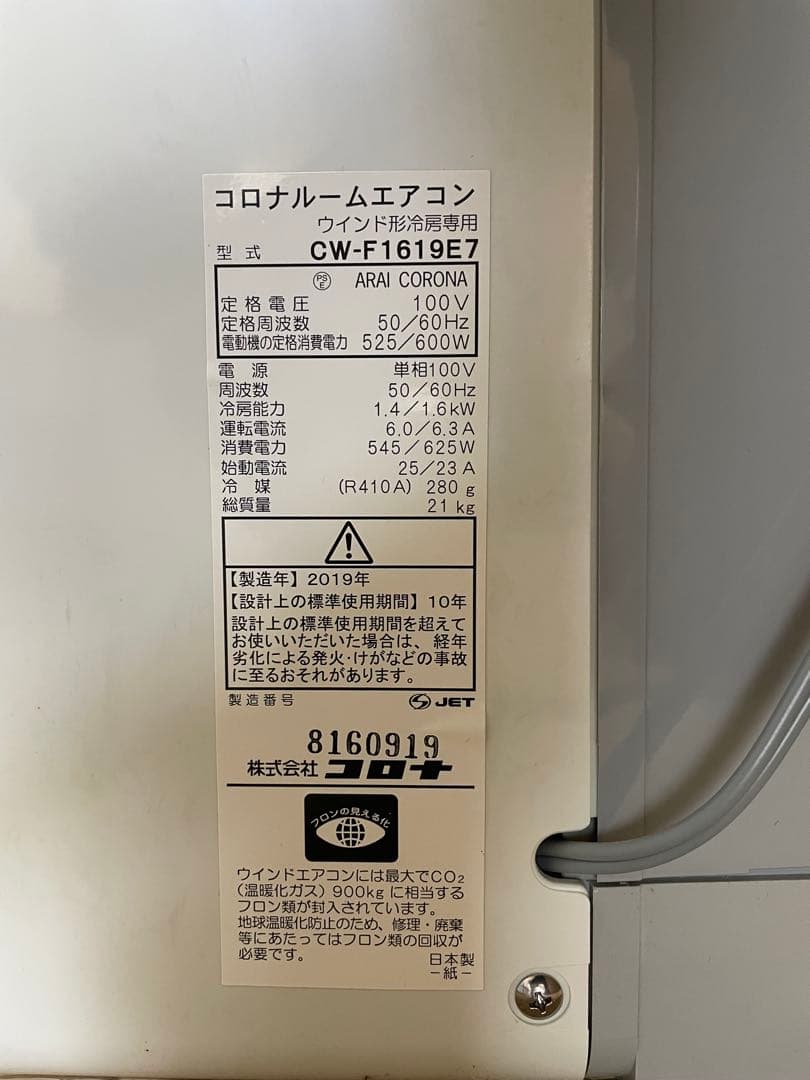 コロナルームエアコン
ウインド形冷房専用
型式 CW-F1619E7
PSE ARAI CORONA
定格電圧 100V
定格周波数 50/60Hz
電動機の定格消費電力 525/600W
電源 単相100V
周波数 50/60Hz
冷房能力 1.4/1.6kW
運転電流 6.0/6.3A
消費電力 545/625W
始動電流 25/23A
冷媒 (R410A) 280g
総質量 21kg
【製造年】2019年
【設計上の標準使用期間】10年
設計上の標準使用期間を超えて
お使いいただいた場合は、経年
劣化による発火・けがなどの事故
に至るおそれがあります。
製造番号 JET
8160919
株式会社コロナ
フロンの見える化
ウインドエアコンには最大でCO₂
(温暖化ガス)900kgに相当する
フロン類が封入されています。
地球温暖化防止のため、修理・廃棄
等にあたってはフロン類の回収が
必要です。
日本製
－紙－